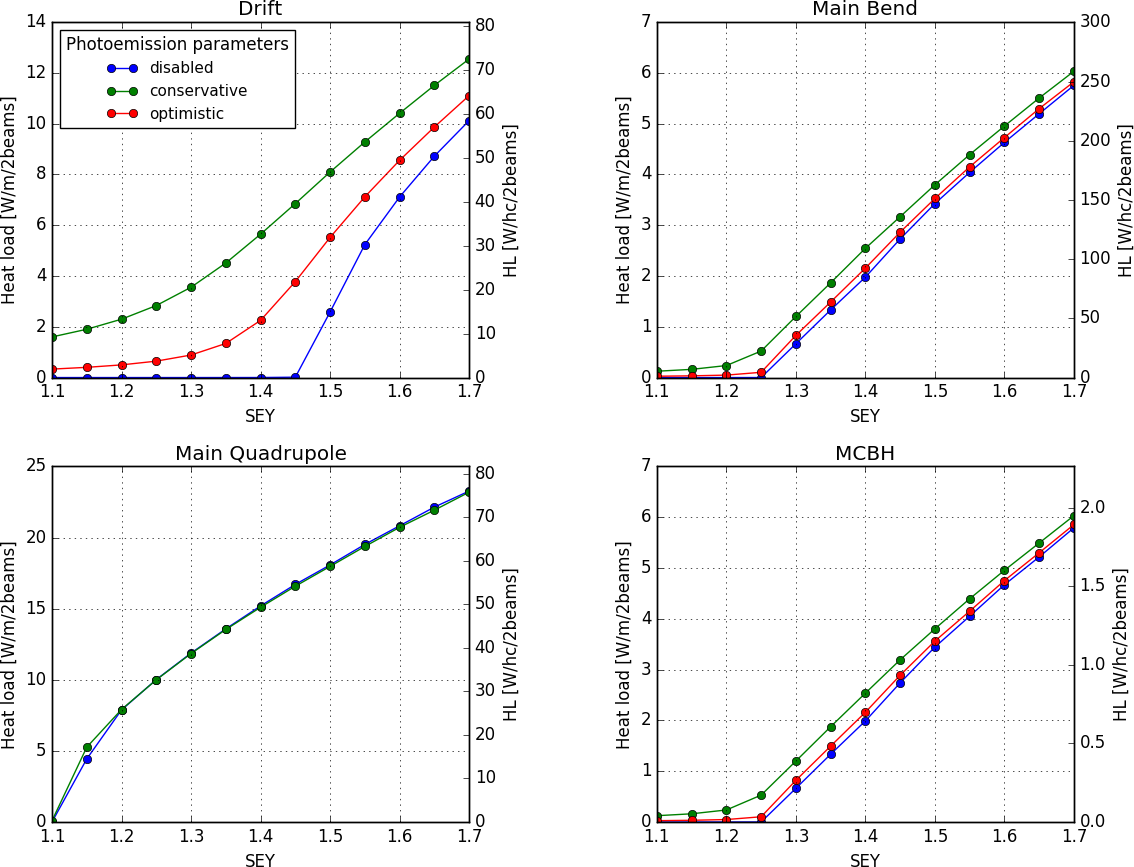 Drift
14
12
10
8
6
4
2
0
80
70
60
50
40
30
20
10
0
1.1 1.2 1.3 1.4 1.5 1.6 1.7
SEY
Heat load [W/m/2beams]
HL [W/hc/2beams]
Photoemission parameters
disabled
conservative
optimistic
Main Bend
7
6
5
4
3
2
1
0
300
250
200
150
100
50
0
1.1 1.2 1.3 1.4 1.5 1.6 1.7
SEY
Heat load [W/m/2beams]
HL [W/hc/2beams]
Main Quadrupole
25
20
15
10
5
0
80
70
60
50
40
30
20
10
0
1.1 1.2 1.3 1.4 1.5 1.6 1.7
SEY
Heat load [W/m/2beams]
HL [W/hc/2beams]
MCBH
7
6
5
4
3
2
1
0
2.0
1.5
1.0
0.5
0.0
1.1 1.2 1.3 1.4 1.5 1.6 1.7
SEY
Heat load [W/m/2beams]
HL [W/hc/2beams]